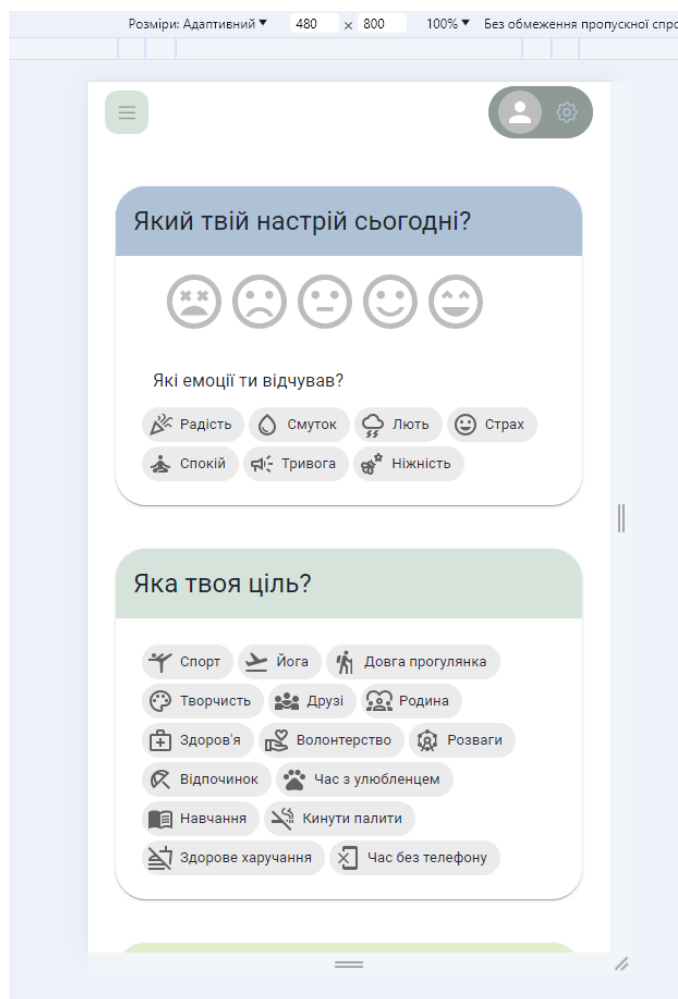 Розміри: Адаптивний 480 × 800 100% Без обмеження пропускної спро
Який твій настрій сьогодні?
Які емоції ти відчував?
Радість Смуток Лють Страх
Спокій Тривога Ніжність
Яка твоя ціль?
Спорт Йога Довга прогулянка
Творчисть Друзі Родина
Здоров'я Волонтерство Розваги
Відпочинок Час з улюбленцем
Навчання Кинути палити
Здорове харучання Час без телефону